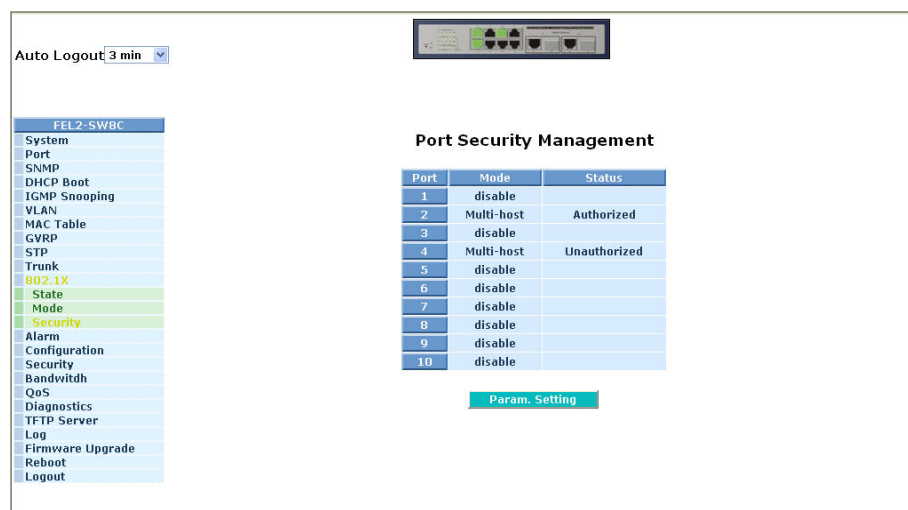 Auto Logout 3 min
FEL2-SW8C
System
Port
SNMP
DHCP Boot
IGMP Snooping
VLAN
MAC Table
GVRP
STP
Trunk
802.1X
State
Mode
Security
Alarm
Configuration
Security
Bandwitdh
QoS
Diagnostics
TFTP Server
Log
Firmware Upgrade
Reboot
Logout
Port Security Management
Port Mode Status
1 disable
2 Multi-host Authorized
3 disable
4 Multi-host Unauthorized
5 disable
6 disable
7 disable
8 disable
9 disable
10 disable
Param. Setting